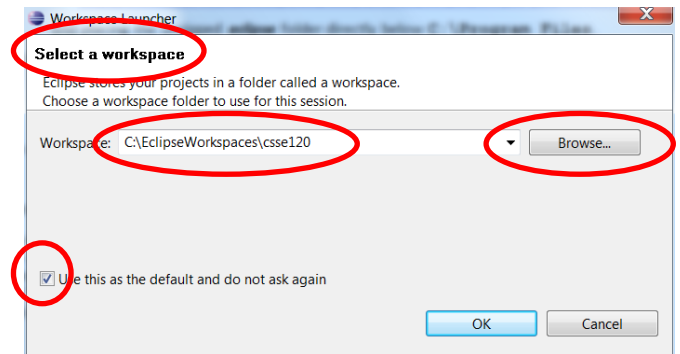 Workspace Launcher
Select a workspace
Eclipse stores your projects in a folder called a workspace.
Choose a workspace folder to use for this session.
Workspace: C:\EclipseWorkspaces\csse120 Browse...
Use this as the default and do not ask again
OK Cancel